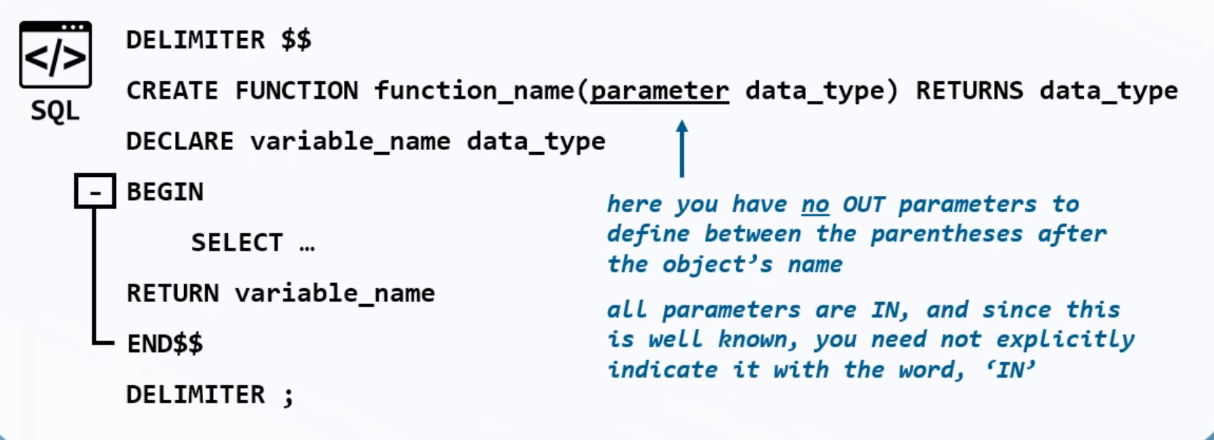 </>
SQL
DELIMITER $$
CREATE FUNCTION function_name(parameter data_type) RETURNS data_type
DECLARE variable_name data_type
BEGIN
SELECT …
RETURN variable_name
END$$
DELIMITER ;
here you have no OUT parameters to
define between the parentheses after
the object’s name
all parameters are IN, and since this
is well known, you need not explicitly
indicate it with the word, ‘IN’